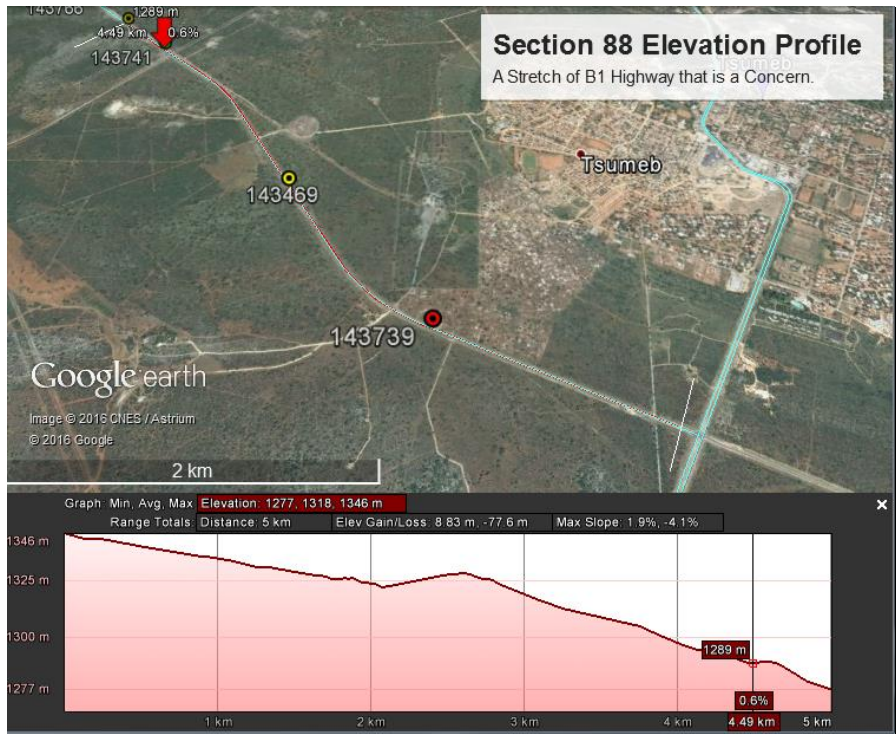 143766
1289 m
4.49 km 0.6%
143741
Section 88 Elevation Profile
A Stretch of B1 Highway that is a Concern.
Tsumeb
Tsumeb
143469
143739
Google earth
Image © 2016 CNES / Astrium
© 2016 Google
2 km
Graph: Min, Avg, Max Elevation: 1277, 1318, 1346 m
Range Totals: Distance: 5 km Elev Gain/Loss: 8.83 m, -77.6 m Max Slope: 1.9%, -4.1%
1346 m
1325 m
1300 m
1289 m
1277 m
0.6%
1 km 2 km 3 km 4 km 4.49 km 5 km